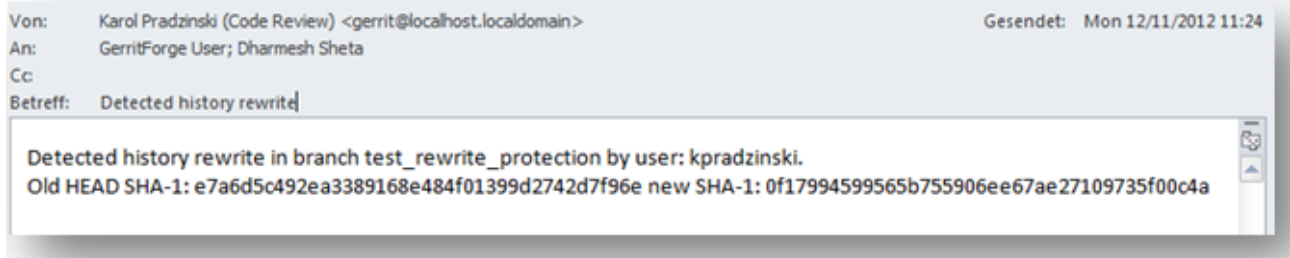 Von: Karol Pradzinski (Code Review) <gerrit@localhost.localdomain> Gesendet: Mon 12/11/2012 11:24
An: GerritForge User; Dharmesh Sheta
Cc:
Betreff: Detected history rewrite
Detected history rewrite in branch test_rewrite_protection by user: kpradzinski.
Old HEAD SHA-1: e7a6d5c492ea3389168e484f01399d2742d7f96e new SHA-1: 0f17994599565b755906ee67ae27109735f00c4a